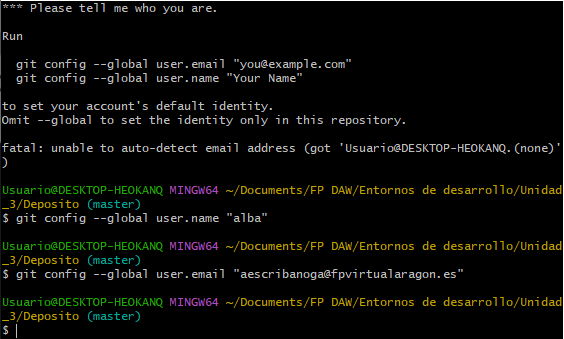 *** Please tell me who you are.
Run
git config --global user.email "you@example.com"
git config --global user.name "Your Name"
to set your account's default identity.
Omit --global to set the identity only in this repository.
fatal: unable to auto-detect email address (got 'Usuario@DESKTOP-HEOKANQ.(none)'
)
Usuario@DESKTOP-HEOKANQ MINGW64 ~/Documents/FP DAW/Entornos de desarrollo/Unidad
_3/Deposito (master)
$ git config --global user.name "alba"
Usuario@DESKTOP-HEOKANQ MINGW64 ~/Documents/FP DAW/Entornos de desarrollo/Unidad
_3/Deposito (master)
$ git config --global user.email "aescribanoga@fpvirtualaragon.es"
Usuario@DESKTOP-HEOKANQ MINGW64 ~/Documents/FP DAW/Entornos de desarrollo/Unidad
_3/Deposito (master)
$